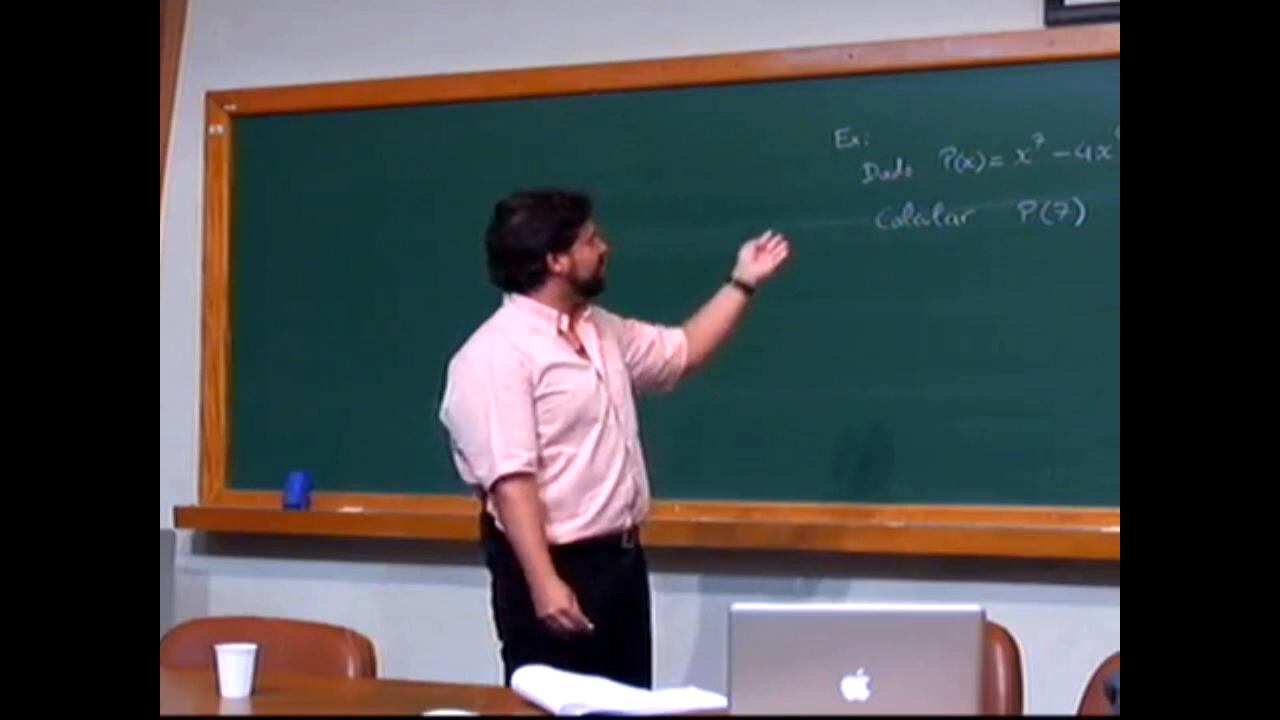 Ex:
Dado P(x) = x⁷ - 4x
Calcular P(7)